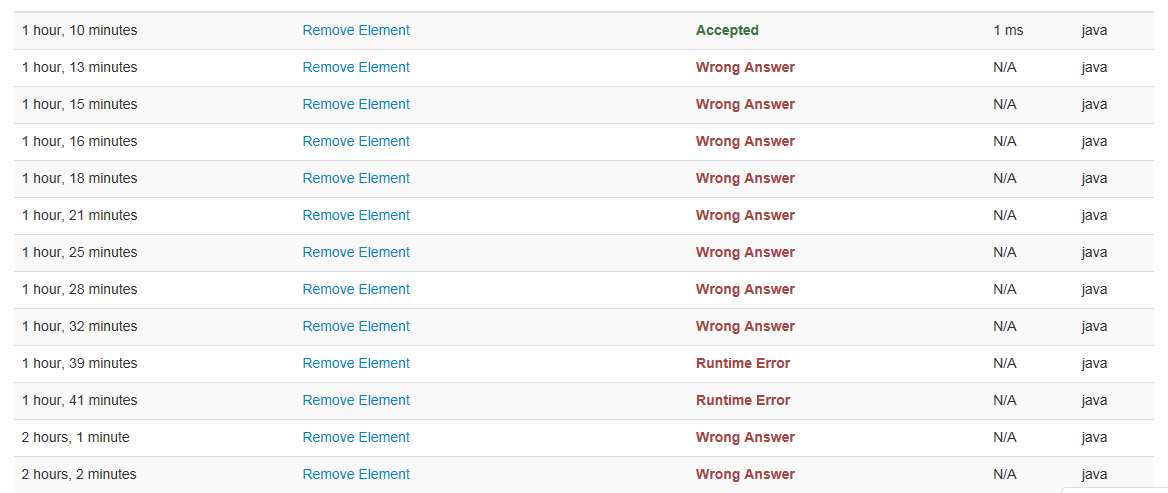 1 hour, 10 minutes Remove Element Accepted 1 ms java
1 hour, 13 minutes Remove Element Wrong Answer N/A java
1 hour, 15 minutes Remove Element Wrong Answer N/A java
1 hour, 16 minutes Remove Element Wrong Answer N/A java
1 hour, 18 minutes Remove Element Wrong Answer N/A java
1 hour, 21 minutes Remove Element Wrong Answer N/A java
1 hour, 25 minutes Remove Element Wrong Answer N/A java
1 hour, 28 minutes Remove Element Wrong Answer N/A java
1 hour, 32 minutes Remove Element Wrong Answer N/A java
1 hour, 39 minutes Remove Element Runtime Error N/A java
1 hour, 41 minutes Remove Element Runtime Error N/A java
2 hours, 1 minute Remove Element Wrong Answer N/A java
2 hours, 2 minutes Remove Element Wrong Answer N/A java